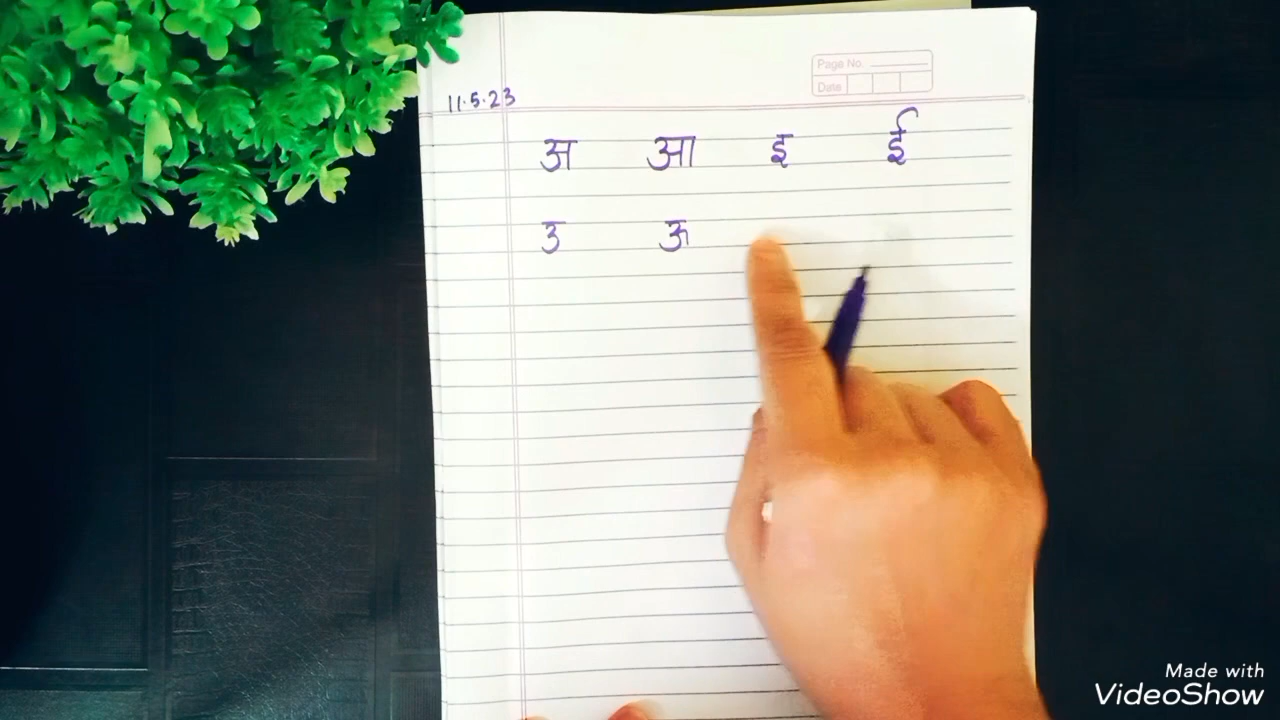 Page No.
Date
11.5.23
अ आ इ ई
उ ऊ
Made with
VideoShow